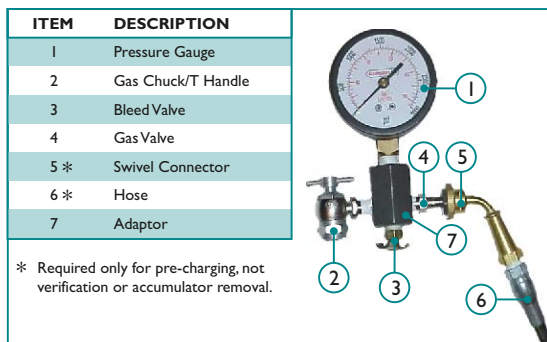 ITEM DESCRIPTION
1 Pressure Gauge
2 Gas Chuck/T Handle
3 Bleed Valve
4 Gas Valve
5 * Swivel Connector
6 * Hose
7 Adaptor
* Required only for pre-charging, not
verification or accumulator removal.
1
4
5
7
2
3
6